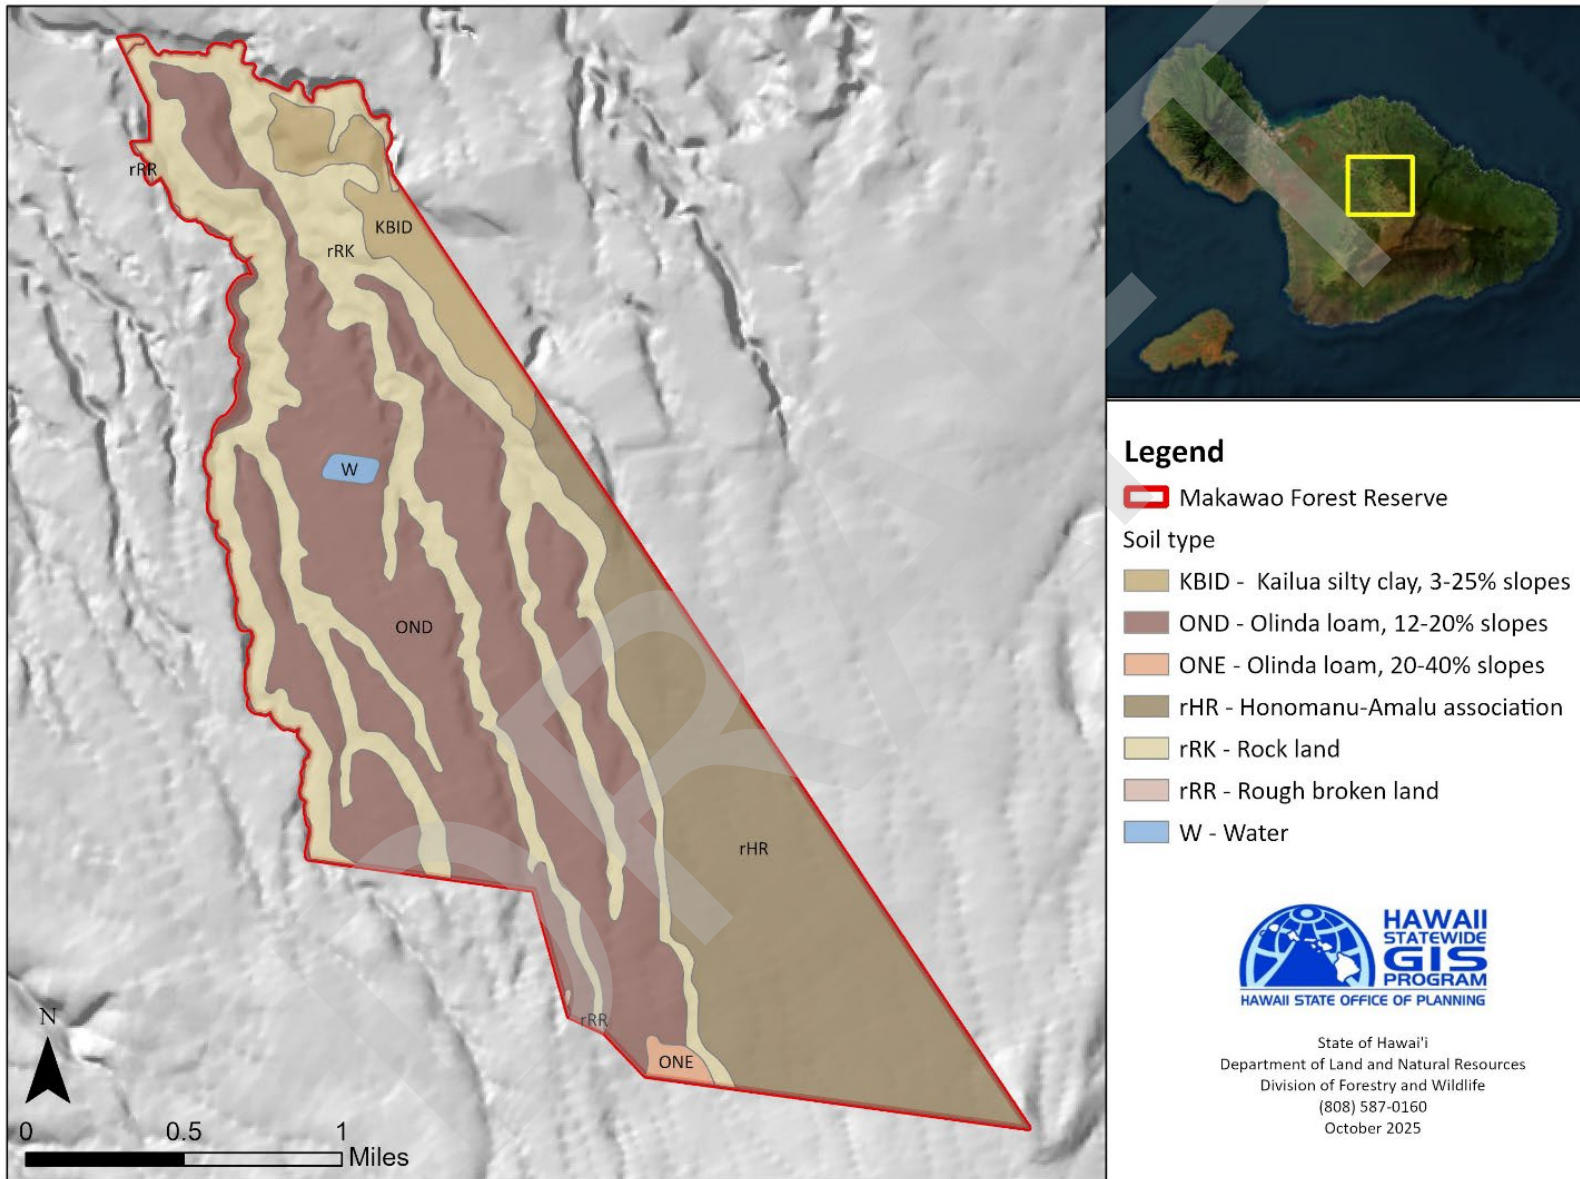 rRR
KBID
rRK
W
OND
rHR
rRR
ONE
N
0 0.5 1
Miles
Legend
Makawao Forest Reserve
Soil type
KBID - Kailua silty clay, 3-25% slopes
OND - Olinda loam, 12-20% slopes
ONE - Olinda loam, 20-40% slopes
rHR - Honomanu-Amalu association
rRK - Rock land
rRR - Rough broken land
W - Water
HAWAII
STATEWIDE
GIS
PROGRAM
HAWAII STATE OFFICE OF PLANNING
State of Hawai'i
Department of Land and Natural Resources
Division of Forestry and Wildlife
(808) 587-0160
October 2025
DRAFT